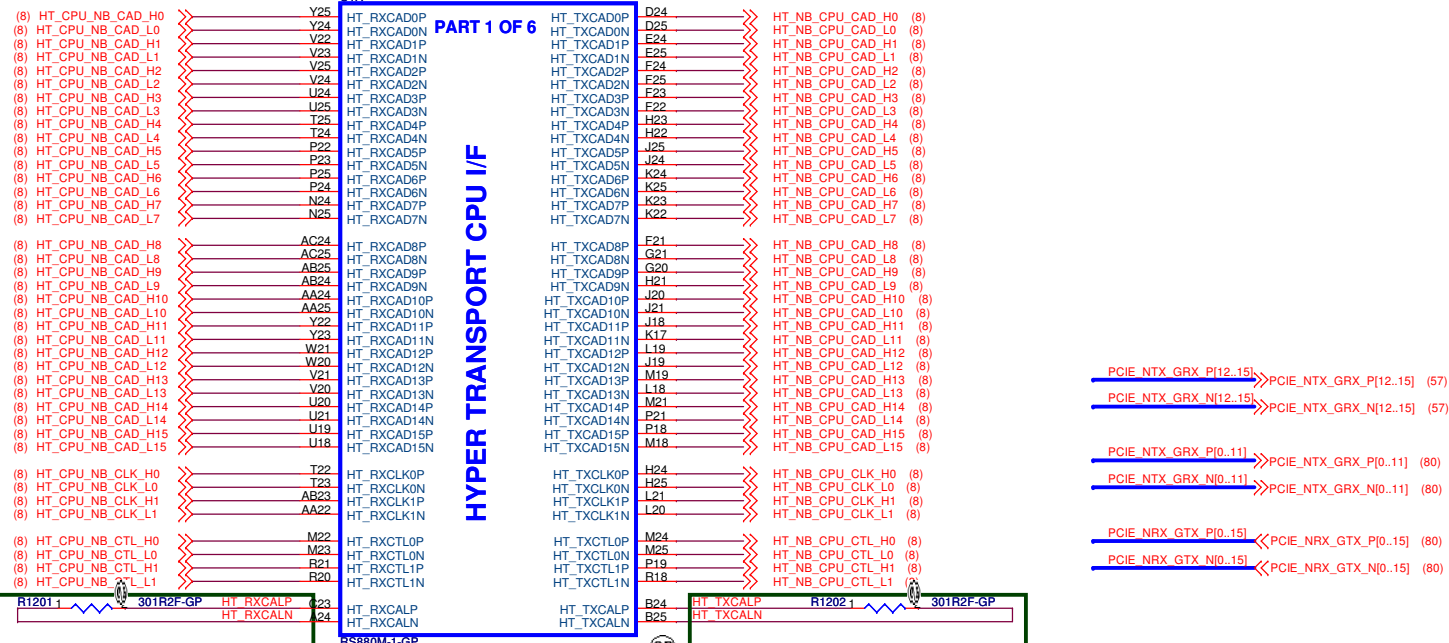 (8) HT_CPU_NB_CAD_H0 Y25 HT_RXCAD0P PART 1 OF 6 HT_TXCAD0P D24 HT_NB_CPU_CAD_H0 (8)
(8) HT_CPU_NB_CAD_L0 Y24 HT_RXCAD0N HT_TXCAD0N D25 HT_NB_CPU_CAD_L0 (8)
(8) HT_CPU_NB_CAD_H1 V22 HT_RXCAD1P HT_TXCAD1P E24 HT_NB_CPU_CAD_H1 (8)
(8) HT_CPU_NB_CAD_L1 V23 HT_RXCAD1N HT_TXCAD1N E25 HT_NB_CPU_CAD_L1 (8)
(8) HT_CPU_NB_CAD_H2 V25 HT_RXCAD2P HT_TXCAD2P F24 HT_NB_CPU_CAD_H2 (8)
(8) HT_CPU_NB_CAD_L2 V24 HT_RXCAD2N HT_TXCAD2N F25 HT_NB_CPU_CAD_L2 (8)
(8) HT_CPU_NB_CAD_H3 U24 HT_RXCAD3P HT_TXCAD3P F23 HT_NB_CPU_CAD_H3 (8)
(8) HT_CPU_NB_CAD_L3 U25 HT_RXCAD3N HT_TXCAD3N F22 HT_NB_CPU_CAD_L3 (8)
(8) HT_CPU_NB_CAD_H4 T25 HT_RXCAD4P HT_TXCAD4P H23 HT_NB_CPU_CAD_H4 (8)
(8) HT_CPU_NB_CAD_L4 T24 HT_RXCAD4N HT_TXCAD4N H22 HT_NB_CPU_CAD_L4 (8)
(8) HT_CPU_NB_CAD_H5 P22 HT_RXCAD5P HT_TXCAD5P J25 HT_NB_CPU_CAD_H5 (8)
(8) HT_CPU_NB_CAD_L5 P23 HT_RXCAD5N HT_TXCAD5N J24 HT_NB_CPU_CAD_L5 (8)
(8) HT_CPU_NB_CAD_H6 P25 HT_RXCAD6P HT_TXCAD6P K24 HT_NB_CPU_CAD_H6 (8)
(8) HT_CPU_NB_CAD_L6 P24 HT_RXCAD6N HT_TXCAD6N K25 HT_NB_CPU_CAD_L6 (8)
(8) HT_CPU_NB_CAD_H7 N24 HT_RXCAD7P HT_TXCAD7P K23 HT_NB_CPU_CAD_H7 (8)
(8) HT_CPU_NB_CAD_L7 N25 HT_RXCAD7N HT_TXCAD7N K22 HT_NB_CPU_CAD_L7 (8)
HYPER TRANSPORT CPU I/F
(8) HT_CPU_NB_CAD_H8 AC24 HT_RXCAD8P HT_TXCAD8P F21 HT_NB_CPU_CAD_H8 (8)
(8) HT_CPU_NB_CAD_L8 AC25 HT_RXCAD8N HT_TXCAD8N G21 HT_NB_CPU_CAD_L8 (8)
(8) HT_CPU_NB_CAD_H9 AB25 HT_RXCAD9P HT_TXCAD9P G20 HT_NB_CPU_CAD_H9 (8)
(8) HT_CPU_NB_CAD_L9 AB24 HT_RXCAD9N HT_TXCAD9N H21 HT_NB_CPU_CAD_L9 (8)
(8) HT_CPU_NB_CAD_H10 AA24 HT_RXCAD10P HT_TXCAD10P J20 HT_NB_CPU_CAD_H10 (8)
(8) HT_CPU_NB_CAD_L10 AA25 HT_RXCAD10N HT_TXCAD10N J21 HT_NB_CPU_CAD_L10 (8)
(8) HT_CPU_NB_CAD_H11 Y22 HT_RXCAD11P HT_TXCAD11P J18 HT_NB_CPU_CAD_H11 (8)
(8) HT_CPU_NB_CAD_L11 Y23 HT_RXCAD11N HT_TXCAD11N K17 HT_NB_CPU_CAD_L11 (8)
(8) HT_CPU_NB_CAD_H12 W21 HT_RXCAD12P HT_TXCAD12P L19 HT_NB_CPU_CAD_H12 (8)
(8) HT_CPU_NB_CAD_L12 W20 HT_RXCAD12N HT_TXCAD12N J19 HT_NB_CPU_CAD_L12 (8)
(8) HT_CPU_NB_CAD_H13 V21 HT_RXCAD13P HT_TXCAD13P M19 HT_NB_CPU_CAD_H13 (8)
(8) HT_CPU_NB_CAD_L13 V20 HT_RXCAD13N HT_TXCAD13N L18 HT_NB_CPU_CAD_L13 (8)
(8) HT_CPU_NB_CAD_H14 U20 HT_RXCAD14P HT_TXCAD14P M21 HT_NB_CPU_CAD_H14 (8)
(8) HT_CPU_NB_CAD_L14 U21 HT_RXCAD14N HT_TXCAD14N P21 HT_NB_CPU_CAD_L14 (8)
(8) HT_CPU_NB_CAD_H15 U19 HT_RXCAD15P HT_TXCAD15P P18 HT_NB_CPU_CAD_H15 (8)
(8) HT_CPU_NB_CAD_L15 U18 HT_RXCAD15N HT_TXCAD15N M18 HT_NB_CPU_CAD_L15 (8)
(8) HT_CPU_NB_CLK_H0 T22 HT_RXCLK0P HT_TXCLK0P H24 HT_NB_CPU_CLK_H0 (8)
(8) HT_CPU_NB_CLK_L0 T23 HT_RXCLK0N HT_TXCLK0N H25 HT_NB_CPU_CLK_L0 (8)
(8) HT_CPU_NB_CLK_H1 AB23 HT_RXCLK1P HT_TXCLK1P L21 HT_NB_CPU_CLK_H1 (8)
(8) HT_CPU_NB_CLK_L1 AA22 HT_RXCLK1N HT_TXCLK1N L20 HT_NB_CPU_CLK_L1 (8)
(8) HT_CPU_NB_CTL_H0 M22 HT_RXCTL0P HT_TXCTL0P M24 HT_NB_CPU_CTL_H0 (8)
(8) HT_CPU_NB_CTL_L0 M23 HT_RXCTL0N HT_TXCTL0N M25 HT_NB_CPU_CTL_L0 (8)
(8) HT_CPU_NB_CTL_H1 R21 HT_RXCTL1P HT_TXCTL1P P19 HT_NB_CPU_CTL_H1 (8)
(8) HT_CPU_NB_CTL_L1 R20 HT_RXCTL1N HT_TXCTL1N R18 HT_NB_CPU_CTL_L1
R1201 1 301R2F-GP HT_RXCALP C23 HT_RXCALP HT_TXCALP B24 HT_TXCALP R1202 1 301R2F-GP
HT_RXCALN A24 HT_RXCALN HT_TXCALN B25 HT_TXCALN
RS880M-1-GP
PCIE_NTX_GRX_P[12..15] PCIE_NTX_GRX_P[12..15] (57)
PCIE_NTX_GRX_N[12..15] PCIE_NTX_GRX_N[12..15] (57)
PCIE_NTX_GRX_P[0..11] PCIE_NTX_GRX_P[0..11] (80)
PCIE_NTX_GRX_N[0..11] PCIE_NTX_GRX_N[0..11] (80)
PCIE_NRX_GTX_P[0..15] PCIE_NRX_GTX_P[0..15] (80)
PCIE_NRX_GTX_N[0..15] PCIE_NRX_GTX_N[0..15] (80)